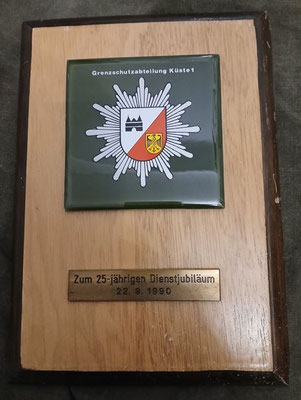 Grenzschutzabteilung Küste 1
Zum 25-jährigen Dienstjubiläum
22. 9. 1990